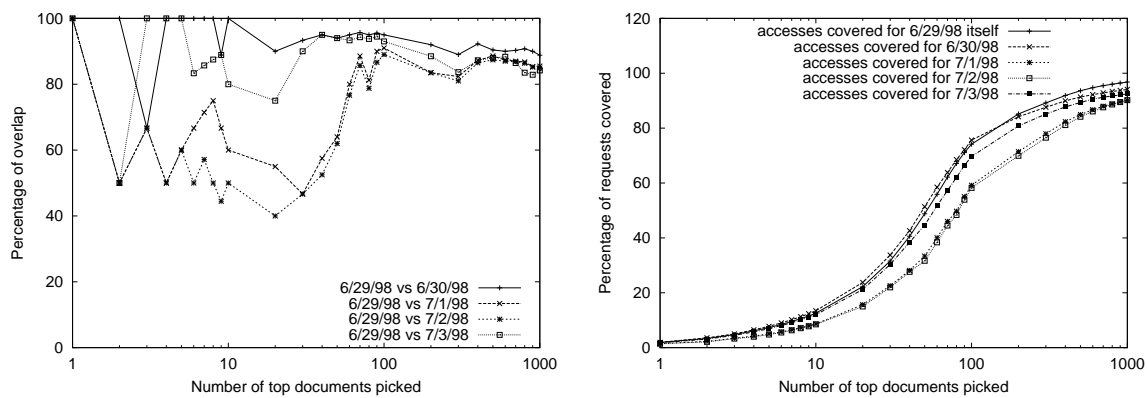 100
80
60
40
20
0
1
10
100
1000
Percentage of overlap
Number of top documents picked
6/29/98 vs 6/30/98
6/29/98 vs 7/1/98
6/29/98 vs 7/2/98
6/29/98 vs 7/3/98
120
100
80
60
40
20
0
1
10
100
1000
Percentage of requests covered
Number of top documents picked
accesses covered for 6/29/98 itself
accesses covered for 6/30/98
accesses covered for 7/1/98
accesses covered for 7/2/98
accesses covered for 7/3/98